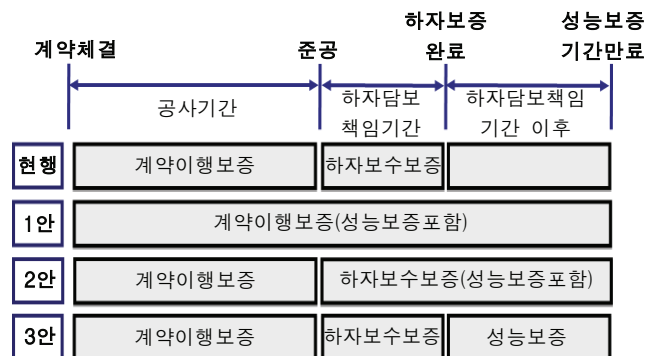 하자보증 성능보증
계약체결 준공 완료 기간만료
공사기간
하자담보 하자담보책임
책임기간 기간 이후
현행 계약이행보증 하자보수보증
1안 계약이행보증(성능보증포함)
2안 계약이행보증 하자보수보증(성능보증포함)
3안 계약이행보증 하자보수보증 성능보증